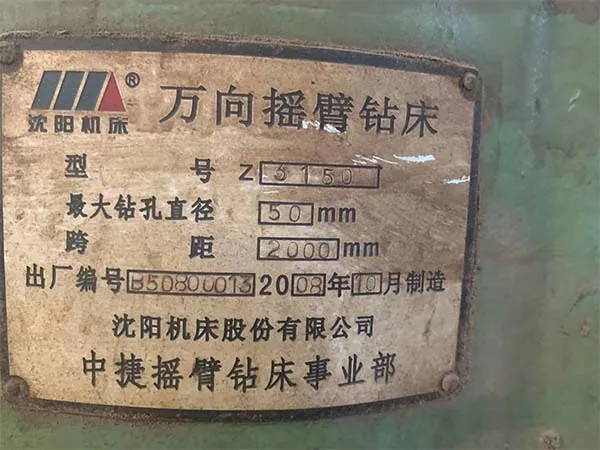 沈阳机床®
万向摇臂钻床
型号 Z 3150
最大钻孔直径 50 mm
跨距 2000 mm
出厂编号 B50800013 2008年10月制造
沈阳机床股份有限公司
中捷摇臂钻床事业部